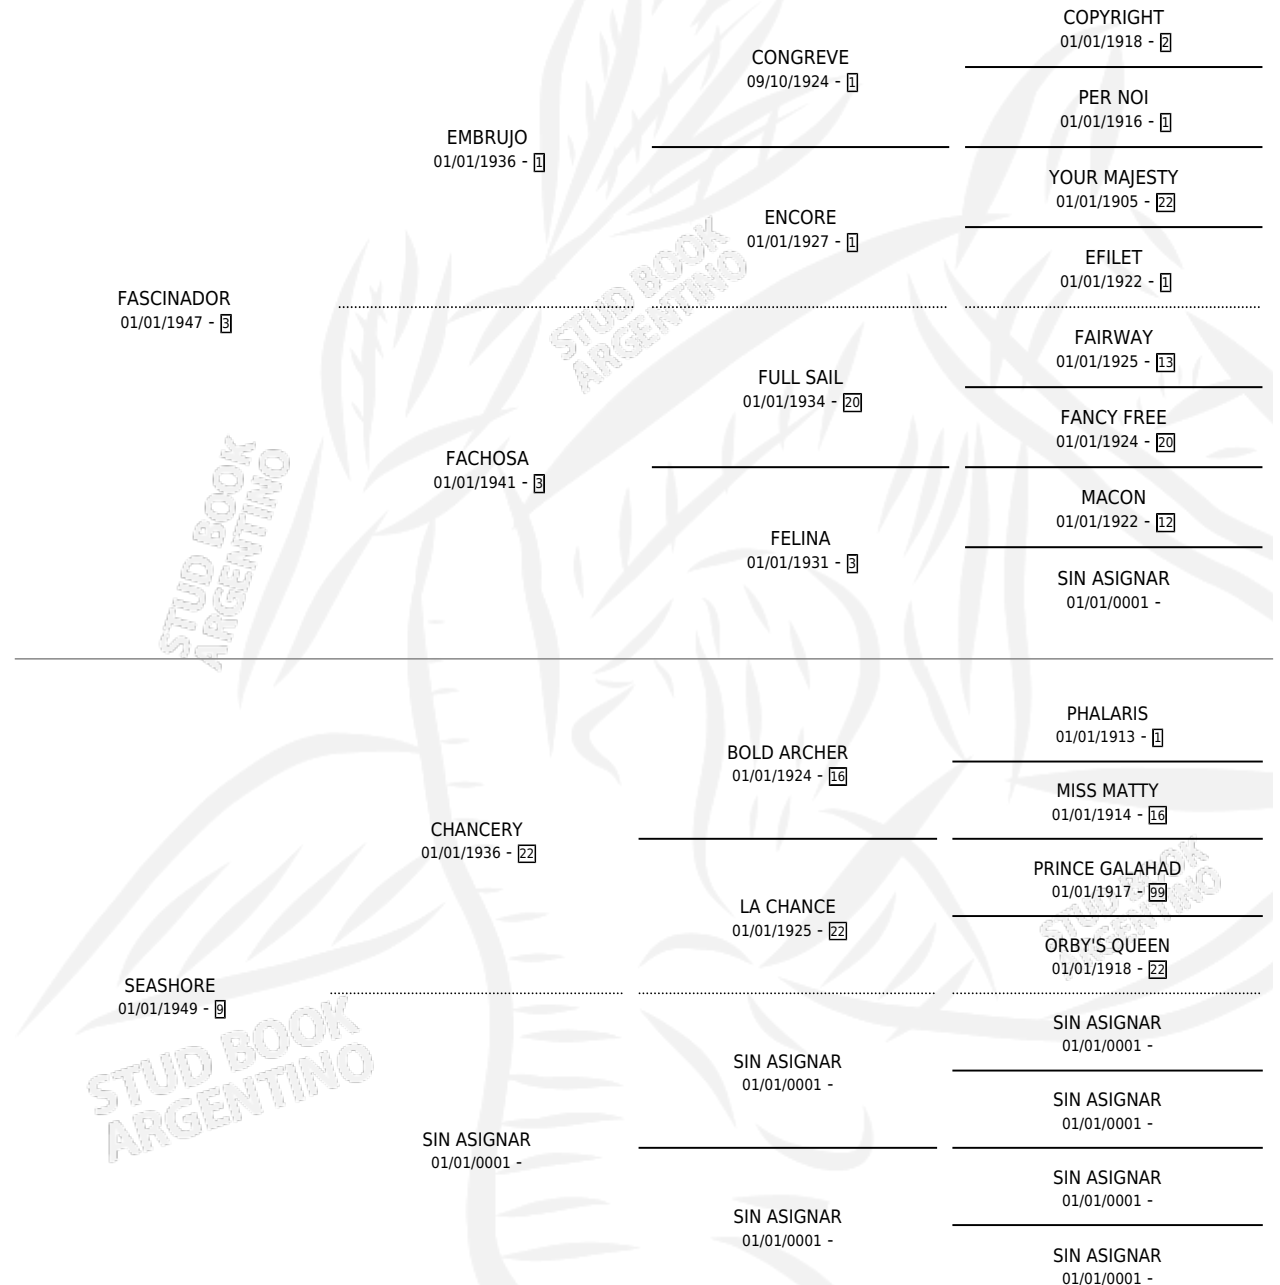 COPYRIGHT
01/01/1918 - 2
CONGREVE
09/10/1924 - 1
PER NOI
01/01/1916 - 1
EMBRUJO
01/01/1936 - 1
YOUR MAJESTY
01/01/1905 - 22
ENCORE
01/01/1927 - 1
EFILET
01/01/1922 - 1
FASCINADOR
01/01/1947 - 3
FAIRWAY
01/01/1925 - 13
FULL SAIL
01/01/1934 - 20
FANCY FREE
01/01/1924 - 20
FACHOSA
01/01/1941 - 3
MACON
01/01/1922 - 12
FELINA
01/01/1931 - 3
SIN ASIGNAR
01/01/0001 -
PHALARIS
01/01/1913 - 1
BOLD ARCHER
01/01/1924 - 16
MISS MATTY
01/01/1914 - 16
CHANCERY
01/01/1936 - 22
PRINCE GALAHAD
01/01/1917 - 99
LA CHANCE
01/01/1925 - 22
ORBY'S QUEEN
01/01/1918 - 22
SEASHORE
01/01/1949 - 9
SIN ASIGNAR
01/01/0001 -
SIN ASIGNAR
01/01/0001 -
SIN ASIGNAR
01/01/0001 -
SIN ASIGNAR
01/01/0001 -
SIN ASIGNAR
01/01/0001 -
SIN ASIGNAR
01/01/0001 -
SIN ASIGNAR
01/01/0001 -
STUD BOOK
ARGENTINO
STUD BOOK
ARGENTINO
STUD BOOK
ARGENTINO
STUD BOOK
ARGENTINO